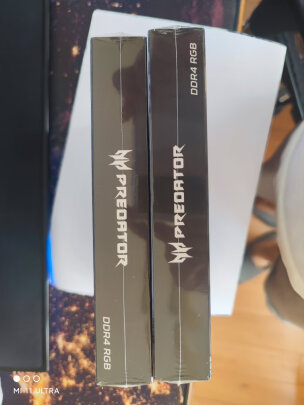 PREDATOR
DDR4 RGB
DDR4 RGB
PREDATOR
MI 11 ULTRA